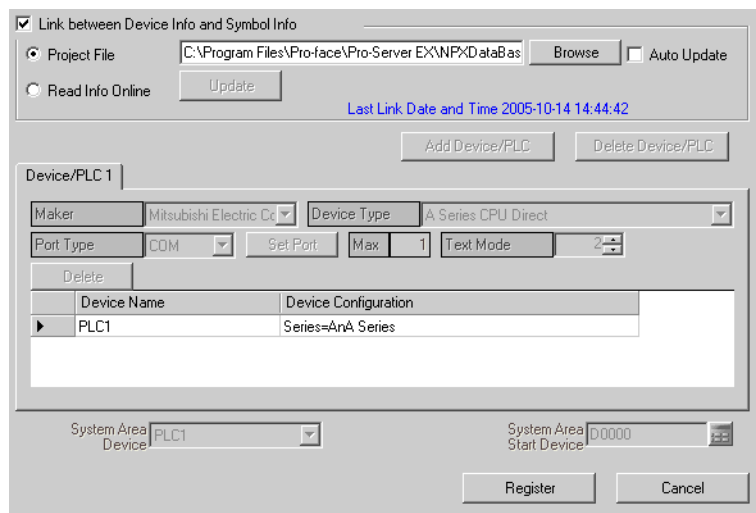 Link between Device Info and Symbol Info
Project File C:\Program Files\Pro-face\Pro-Server EX\NPXDataBas Browse Auto Update
Read Info Online Update
Last Link Date and Time 2005-10-14 14:44:42
Add Device/PLC Delete Device/PLC
Device/PLC 1
Maker Mitsubishi Electric Co Device Type A Series CPU Direct
Port Type COM Set Port Max 1 Text Mode 2
Delete
Device Name Device Configuration
PLC1 Series=AnA Series
System Area Device PLC1 System Area Start Device D0000
Register Cancel